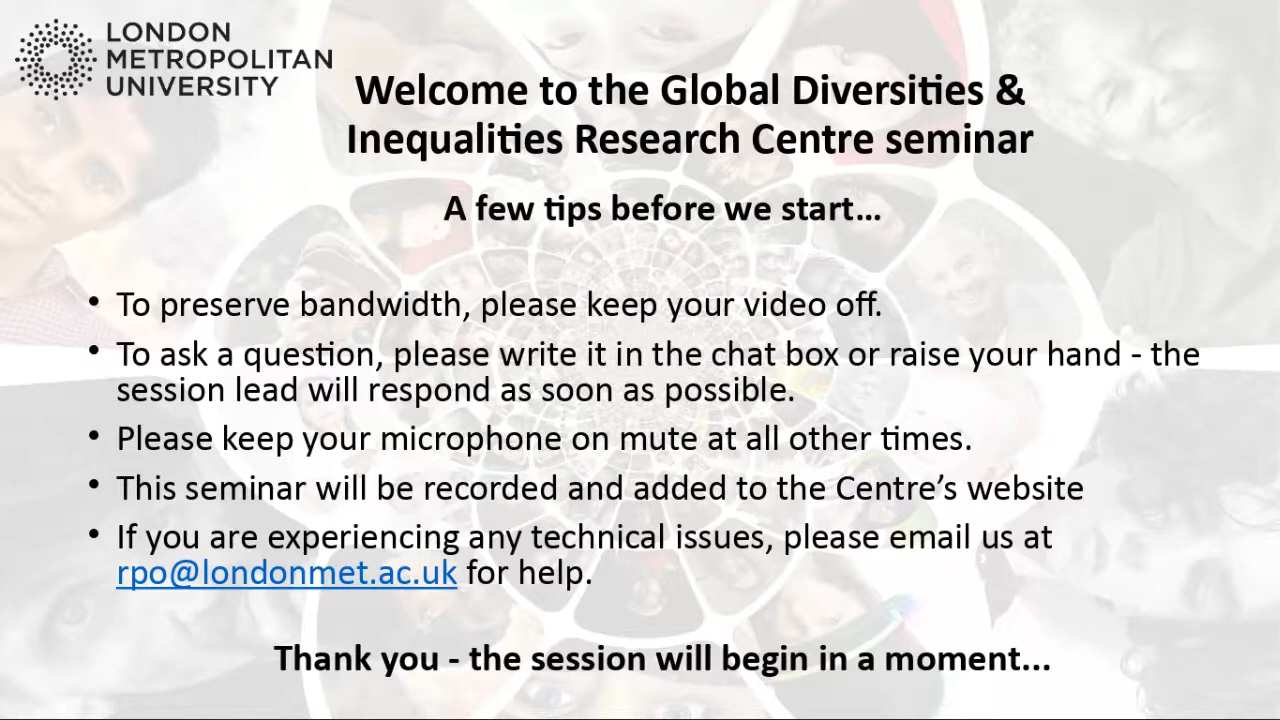 LONDON
METROPOLITAN
UNIVERSITY
Welcome to the Global Diversities &
Inequalities Research Centre seminar
A few tips before we start...
• To preserve bandwidth, please keep your video off.
• To ask a question, please write it in the chat box or raise your hand - the
session lead will respond as soon as possible.
• Please keep your microphone on mute at all other times.
• This seminar will be recorded and added to the Centre’s website
• If you are experiencing any technical issues, please email us at
rpo@londonmet.ac.uk for help.
Thank you - the session will begin in a moment...